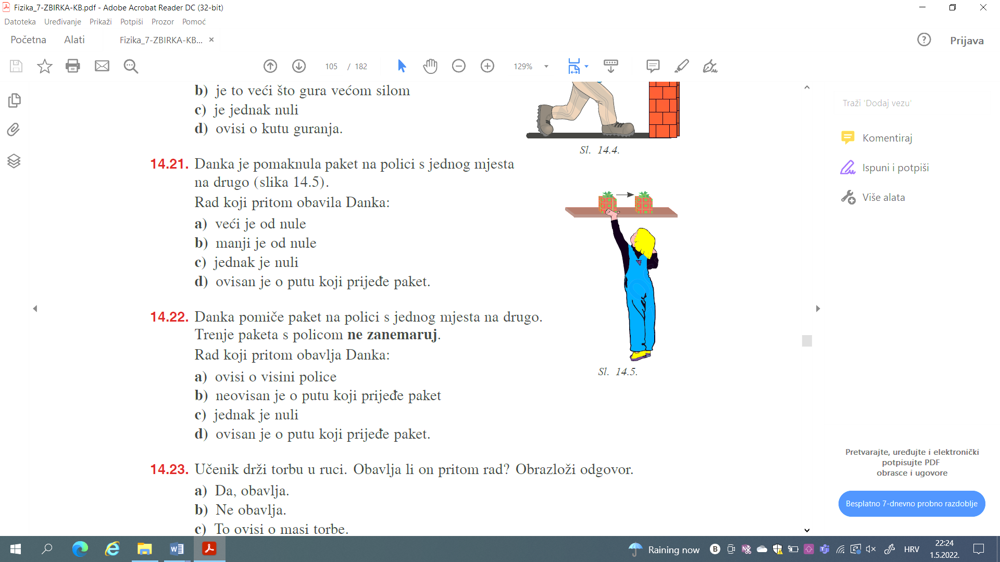 Fizika_7-ZBIRKA-KB.pdf - Adobe Acrobat Reader DC (32-bit)
Datoteka Uređivanje Prikaži Potpiši Prozor Pomoć
Početna Alati Fizika_7-ZBIRKA-KB... × Prijava
105 / 182 129%
b) je to veći što gura većom silom
c) je jednak nuli
d) ovisi o kutu guranja.
Sl. 14.4.
14.21. Danka je pomaknula paket na polici s jednog mjesta
na drugo (slika 14.5).
Rad koji pritom obavila Danka:
a) veći je od nule
b) manji je od nule
c) jednak je nuli
d) ovisan je o putu koji prijeđe paket.
14.22. Danka pomiče paket na polici s jednog mjesta na drugo.
Trenje paketa s policom ne zanemaruj.
Rad koji pritom obavlja Danka:
a) ovisi o visini police
b) neovisan je o putu koji prijeđe paket
c) jednak je nuli
d) ovisan je o putu koji prijeđe paket.
Sl. 14.5.
14.23. Učenik drži torbu u ruci. Obavlja li on pritom rad? Obrazloži odgovor.
a) Da, obavlja.
b) Ne obavlja.
c) To ovisi o masi torbe.
Traži 'Dodaj vezu'
Komentiraj
Ispuni i potpiši
Više alata
Pretvarajte, uređujte i elektronički
potpisujte PDF
obrasce i ugovore
Besplatno 7-dnevno probno razdoblje
Raining now HRV 22:24
1.5.2022.